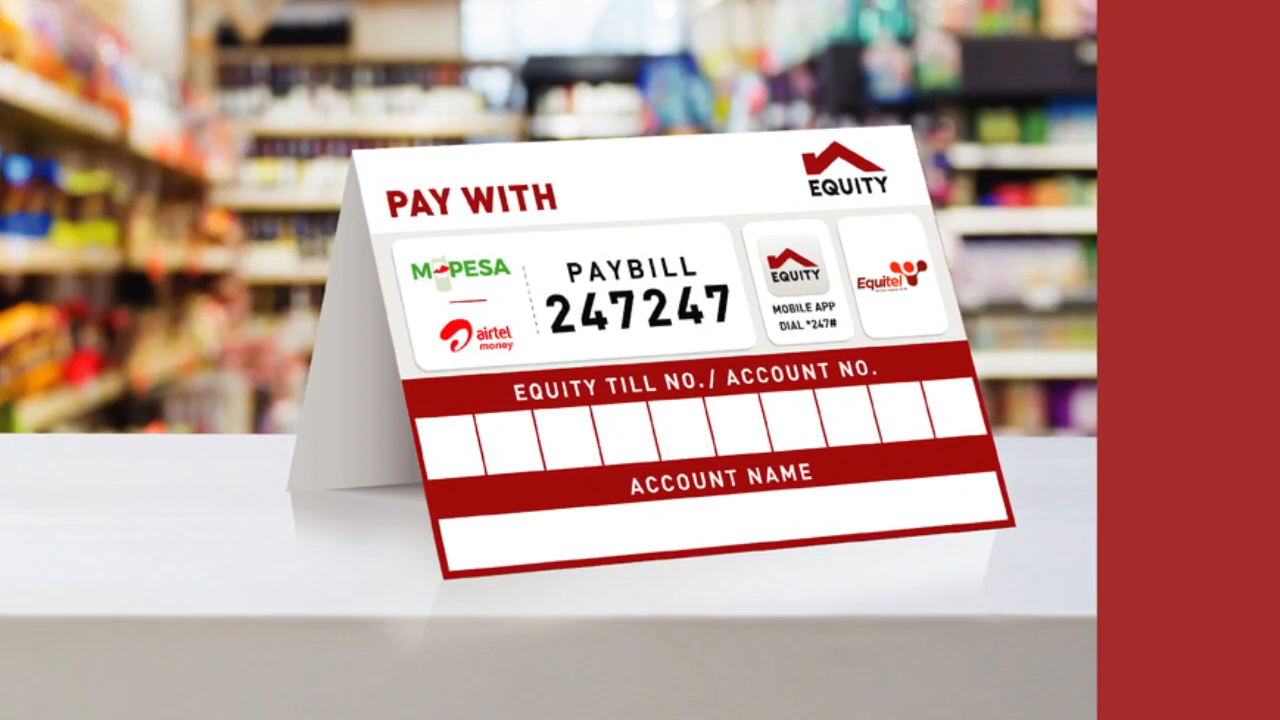 PAY WITH
EQUITY
M-PESA
airtel
money
PAYBILL
247247
EQUITY
MOBILE APP
DIAL *247#
Equitel
EQUITY TILL NO./ ACCOUNT NO.
ACCOUNT NAME